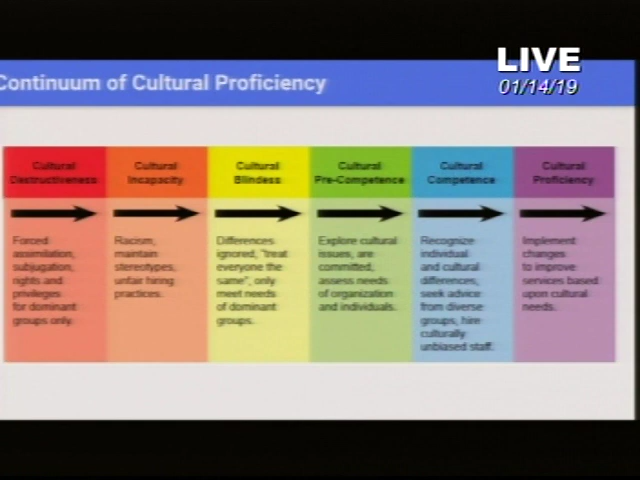 LIVE
01/14/19
Continuum of Cultural Proficiency
Cultural
Destructiveness
Forced
assimilation,
subjugation,
rights and
privileges
for dominant
groups only.
Cultural
Incapacity
Racism,
maintain
stereotypes,
unfair hiring
practices.
Cultural
Blindess
Differences
ignored, "treat
everyone the
same", only
meet needs
of dominant
groups.
Cultural
Pre-Competence
Explore cultural
issues, are
committed,
assess needs
of organization
and individuals.
Cultural
Competence
Recognize
individual
and cultural
differences,
seek advice
from diverse
groups, hire
culturally
unbiased staff.
Cultural
Proficiency
Implement
changes
to improve
services based
upon cultural
needs.